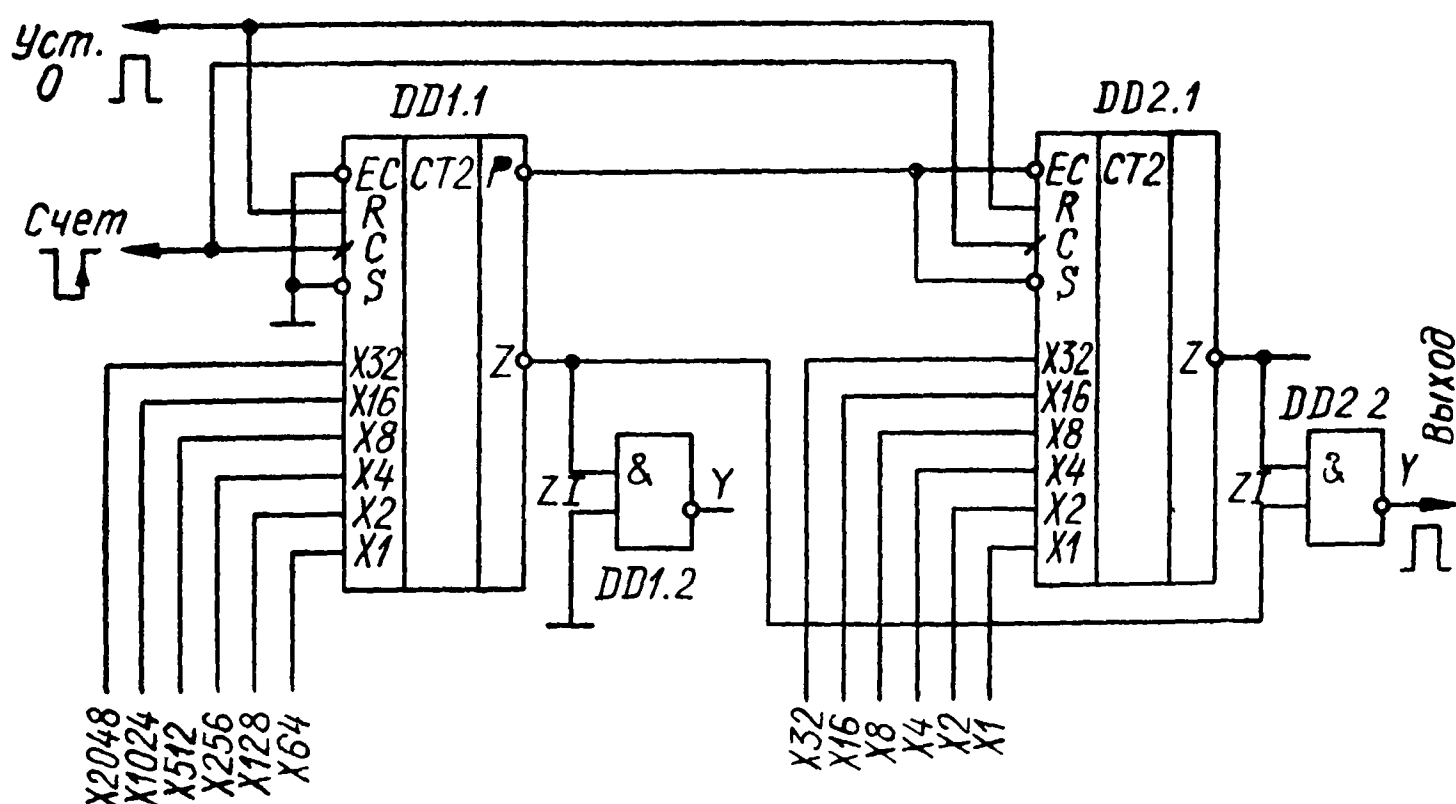 Уст.
0
Счет
DD1.1
EC
CT2
P
R
C
S
X32
Z
X16
X8
X4
X2
X1
ZI
&
Y
DD1.2
X2048
X1024
X512
X256
X128
X64
DD2.1
EC
CT2
R
C
S
X32
Z
X16
X8
X4
X2
X1
DD2 2
ZI
&
Y
Выход
X32
X16
X8
X4
X2
X1